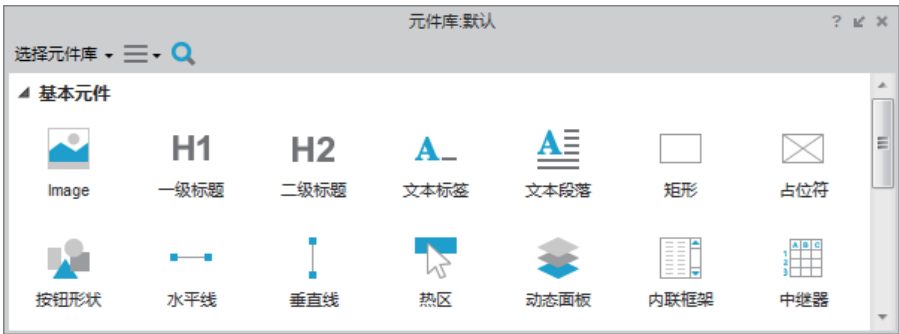 元件库:默认
选择元件库
基本元件
H1 H2 A A
Image 一级标题 二级标题 文本标签 文本段落 矩形 占位符
A B C
1
2
3
按钮形状 水平线 垂直线 热区 动态面板 内联框架 中继器